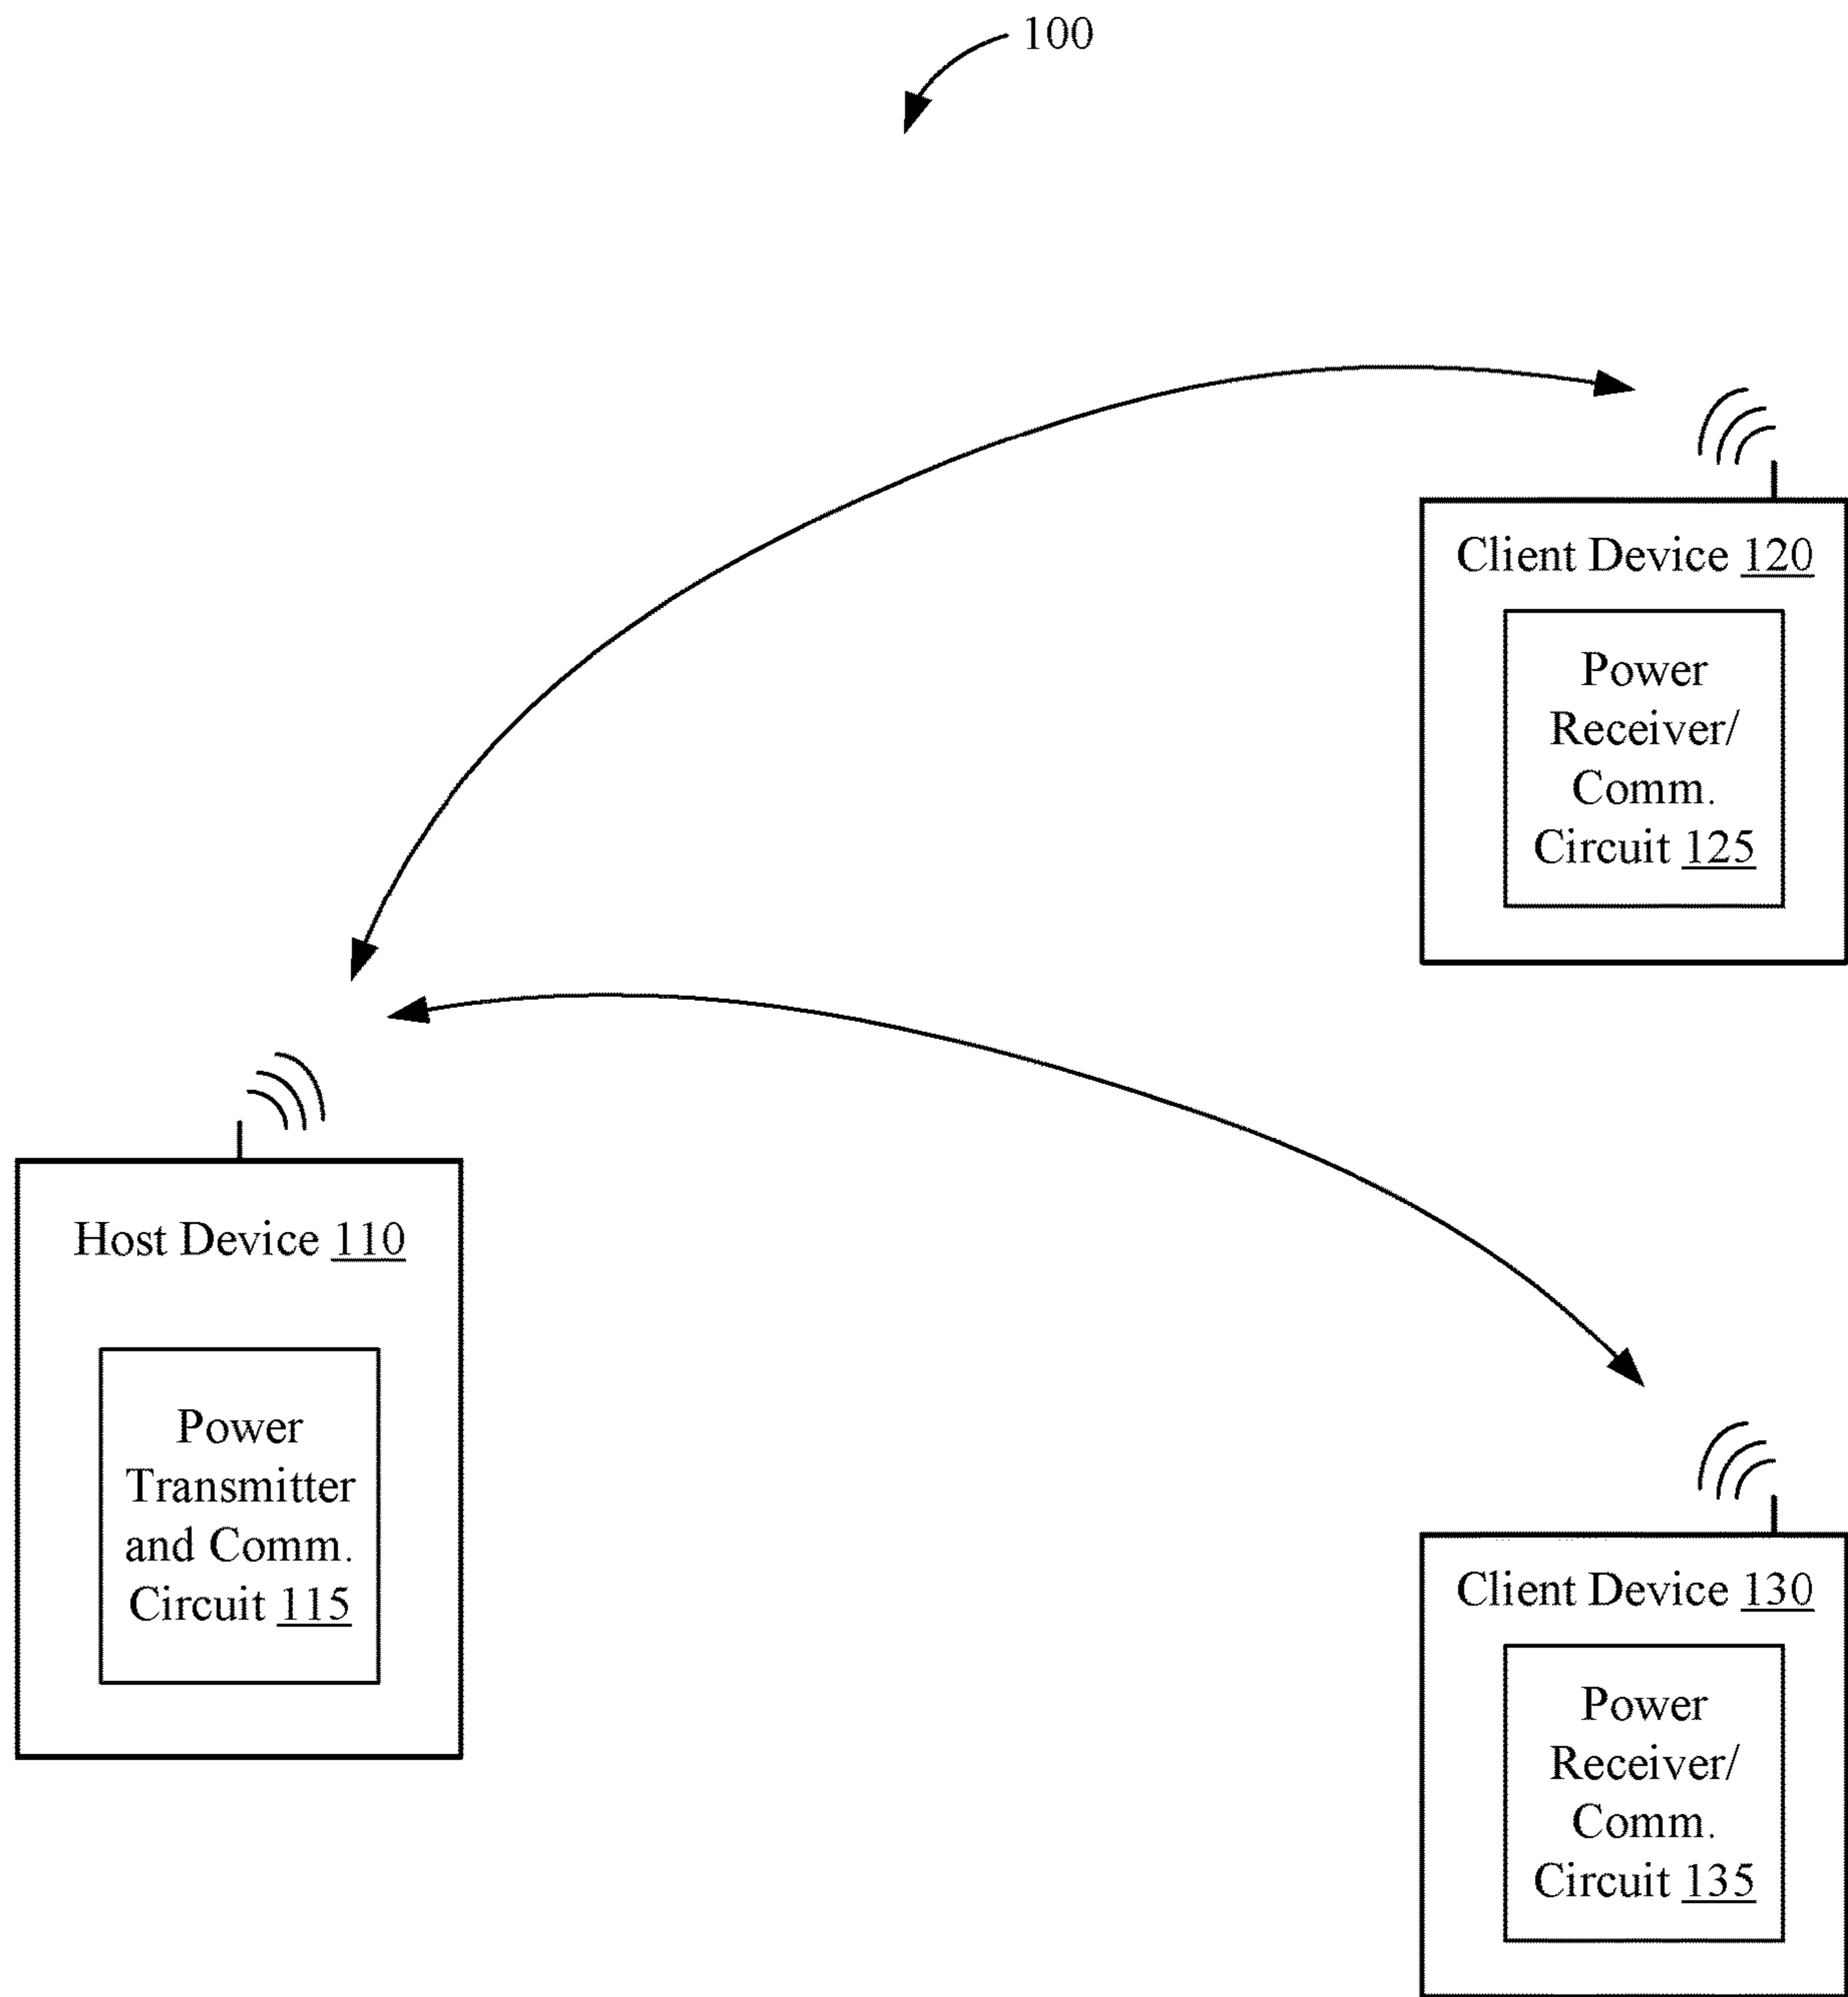 100
Client Device 120
Power
Receiver/
Comm.
Circuit 125
Host Device 110
Power
Transmitter
and Comm.
Circuit 115
Client Device 130
Power
Receiver/
Comm.
Circuit 135